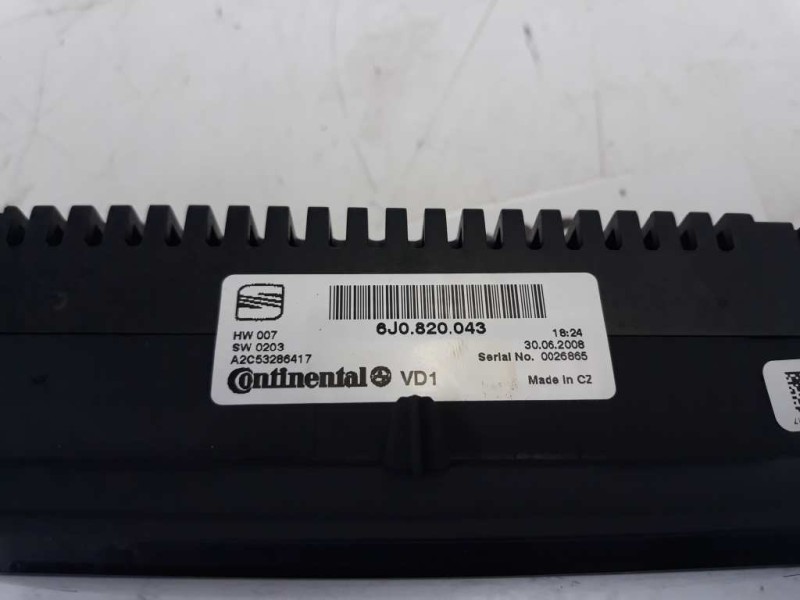 6J0.820.043
HW 007
18:24
SW 0203
30.06.2008
A2C53286417
Serial No. 0026865
Continental VD1
Made in CZ